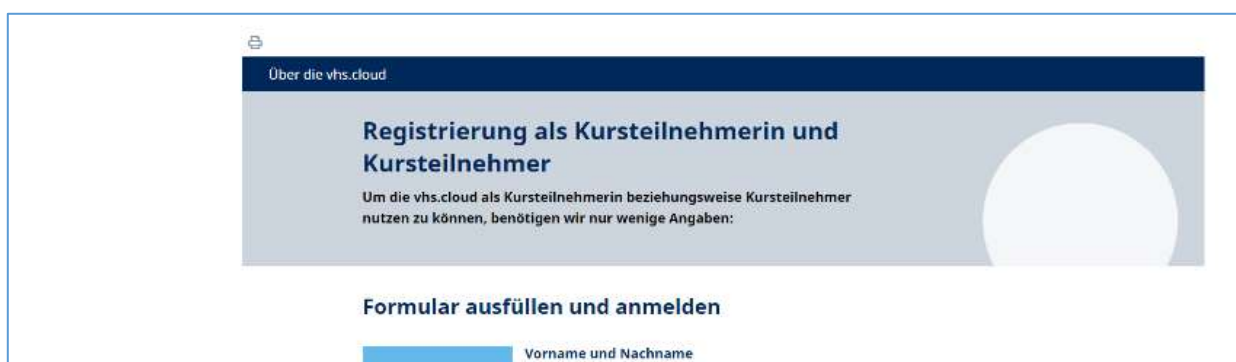 Über die vhs.cloud
Registrierung als Kursteilnehmerin und
Kursteilnehmer
Um die vhs.cloud als Kursteilnehmerin beziehungsweise Kursteilnehmer
nutzen zu können, benötigen wir nur wenige Angaben:
Formular ausfüllen und anmelden
Vorname und Nachname